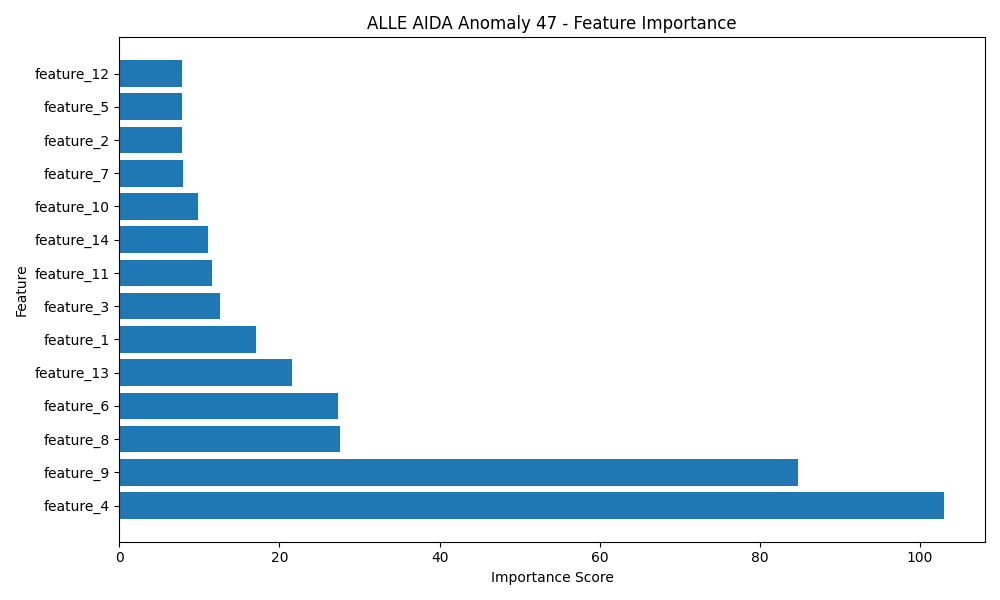 ALLE AIDA Anomaly 47 - Feature Importance
feature_12
feature_5
feature_2
feature_7
feature_10
feature_14
feature_11
feature_3
feature_1
feature_13
feature_6
feature_8
feature_9
feature_4
Feature
0 20 40 60 80 100
Importance Score